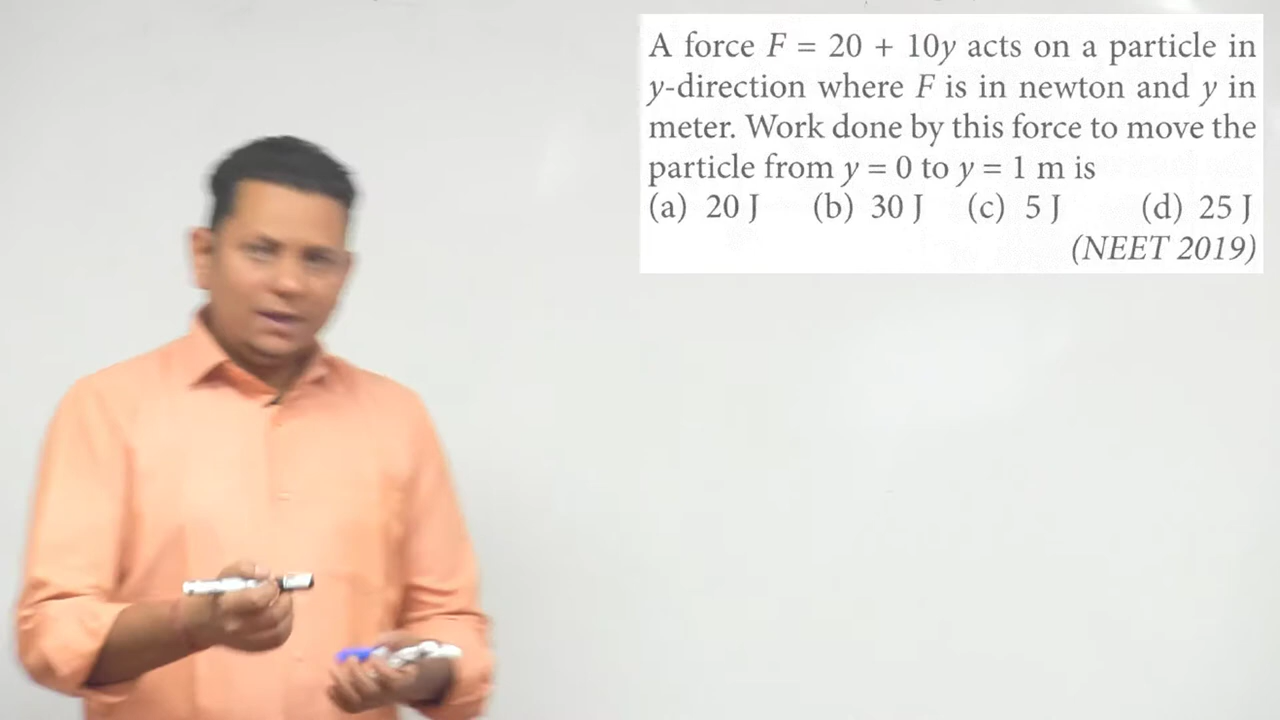 A force F = 20 + 10y acts on a particle in
y-direction where F is in newton and y in
meter. Work done by this force to move the
particle from y = 0 to y = 1 m is
(a) 20 J (b) 30 J (c) 5 J (d) 25 J
(NEET 2019)